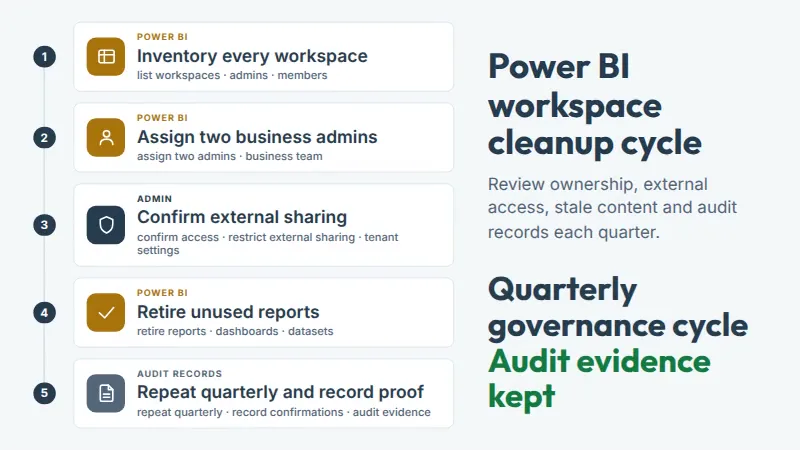 1
POWER BI
Inventory every workspace
list workspaces · admins · members
2
POWER BI
Assign two business admins
assign two admins · business team
3
ADMIN
Confirm external sharing
confirm access · restrict external sharing · tenant
settings
4
POWER BI
Retire unused reports
retire reports · dashboards · datasets
5
AUDIT RECORDS
Repeat quarterly and record proof
repeat quarterly · record confirmations · audit evidence
Power BI
workspace
cleanup cycle
Review ownership, external
access, stale content and audit
records each quarter.
Quarterly
governance cycle
Audit evidence
kept